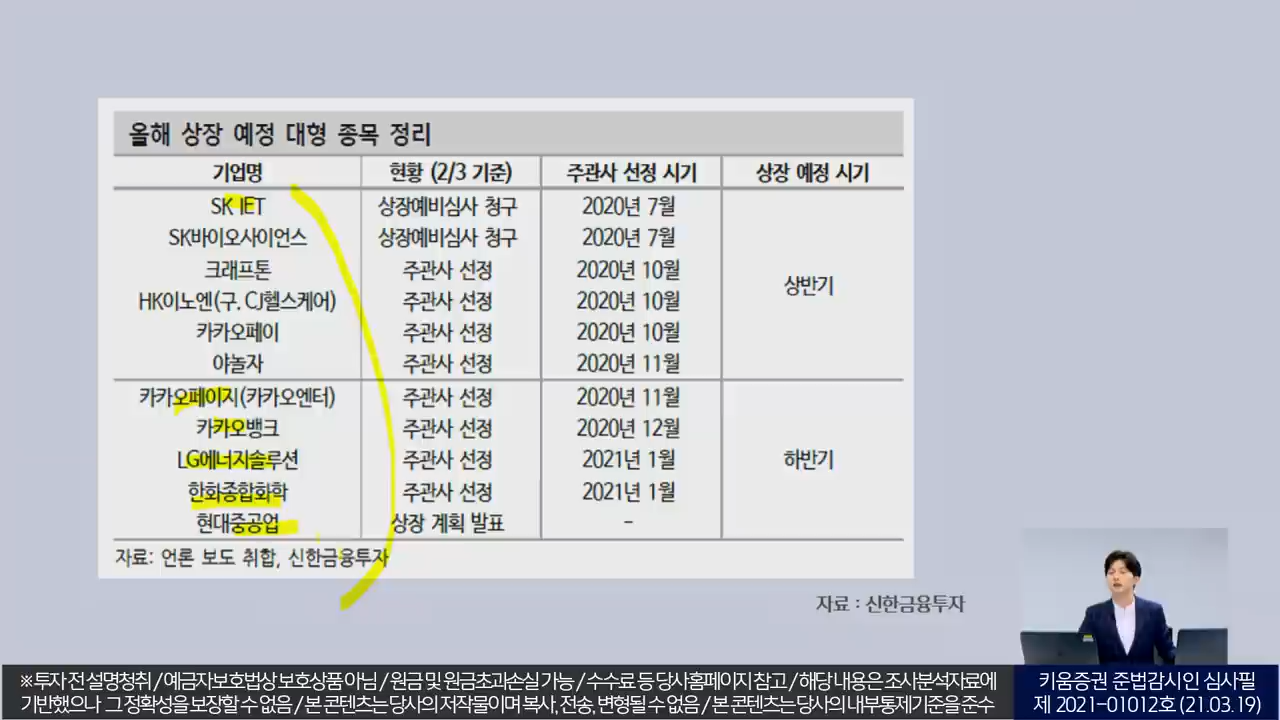 올해 상장 예정 대형 종목 정리
기업명 현황 (2/3 기준) 주관사 선정 시기 상장 예정 시기
SK IET 상장예비심사 청구 2020년 7월
SK바이오사이언스 상장예비심사 청구 2020년 7월
크래프톤 주관사 선정 2020년 10월
상반기
HK이노엔(구. CJ헬스케어) 주관사 선정 2020년 10월
카카오페이 주관사 선정 2020년 10월
야놀자 주관사 선정 2020년 11월
카카오페이지(카카오엔터) 주관사 선정 2020년 11월
카카오뱅크 주관사 선정 2020년 12월
LG에너지솔루션 주관사 선정 2021년 1월 하반기
한화종합화학 주관사 선정 2021년 1월
현대중공업 상장 계획 발표 -
자료: 언론 보도 취합, 신한금융투자
자료 : 신한금융투자
※ 투자 전 설명청취 / 예금자보호법상 보호상품 아님 / 원금 및 원금초과손실 가능 / 수수료 등 당사홈페이지 참고 / 해당 내용은 조사분석자료에
기반했으나 그 정확성을 보장할 수 없음 / 본 콘텐츠는 당사의 저작물이며 복사, 전송, 변형될 수 없음 / 본 콘텐츠는 당사의 내부통제기준을 준수
키움증권 준법감시인 심사필
제 2021-01012호 (21.03.19)